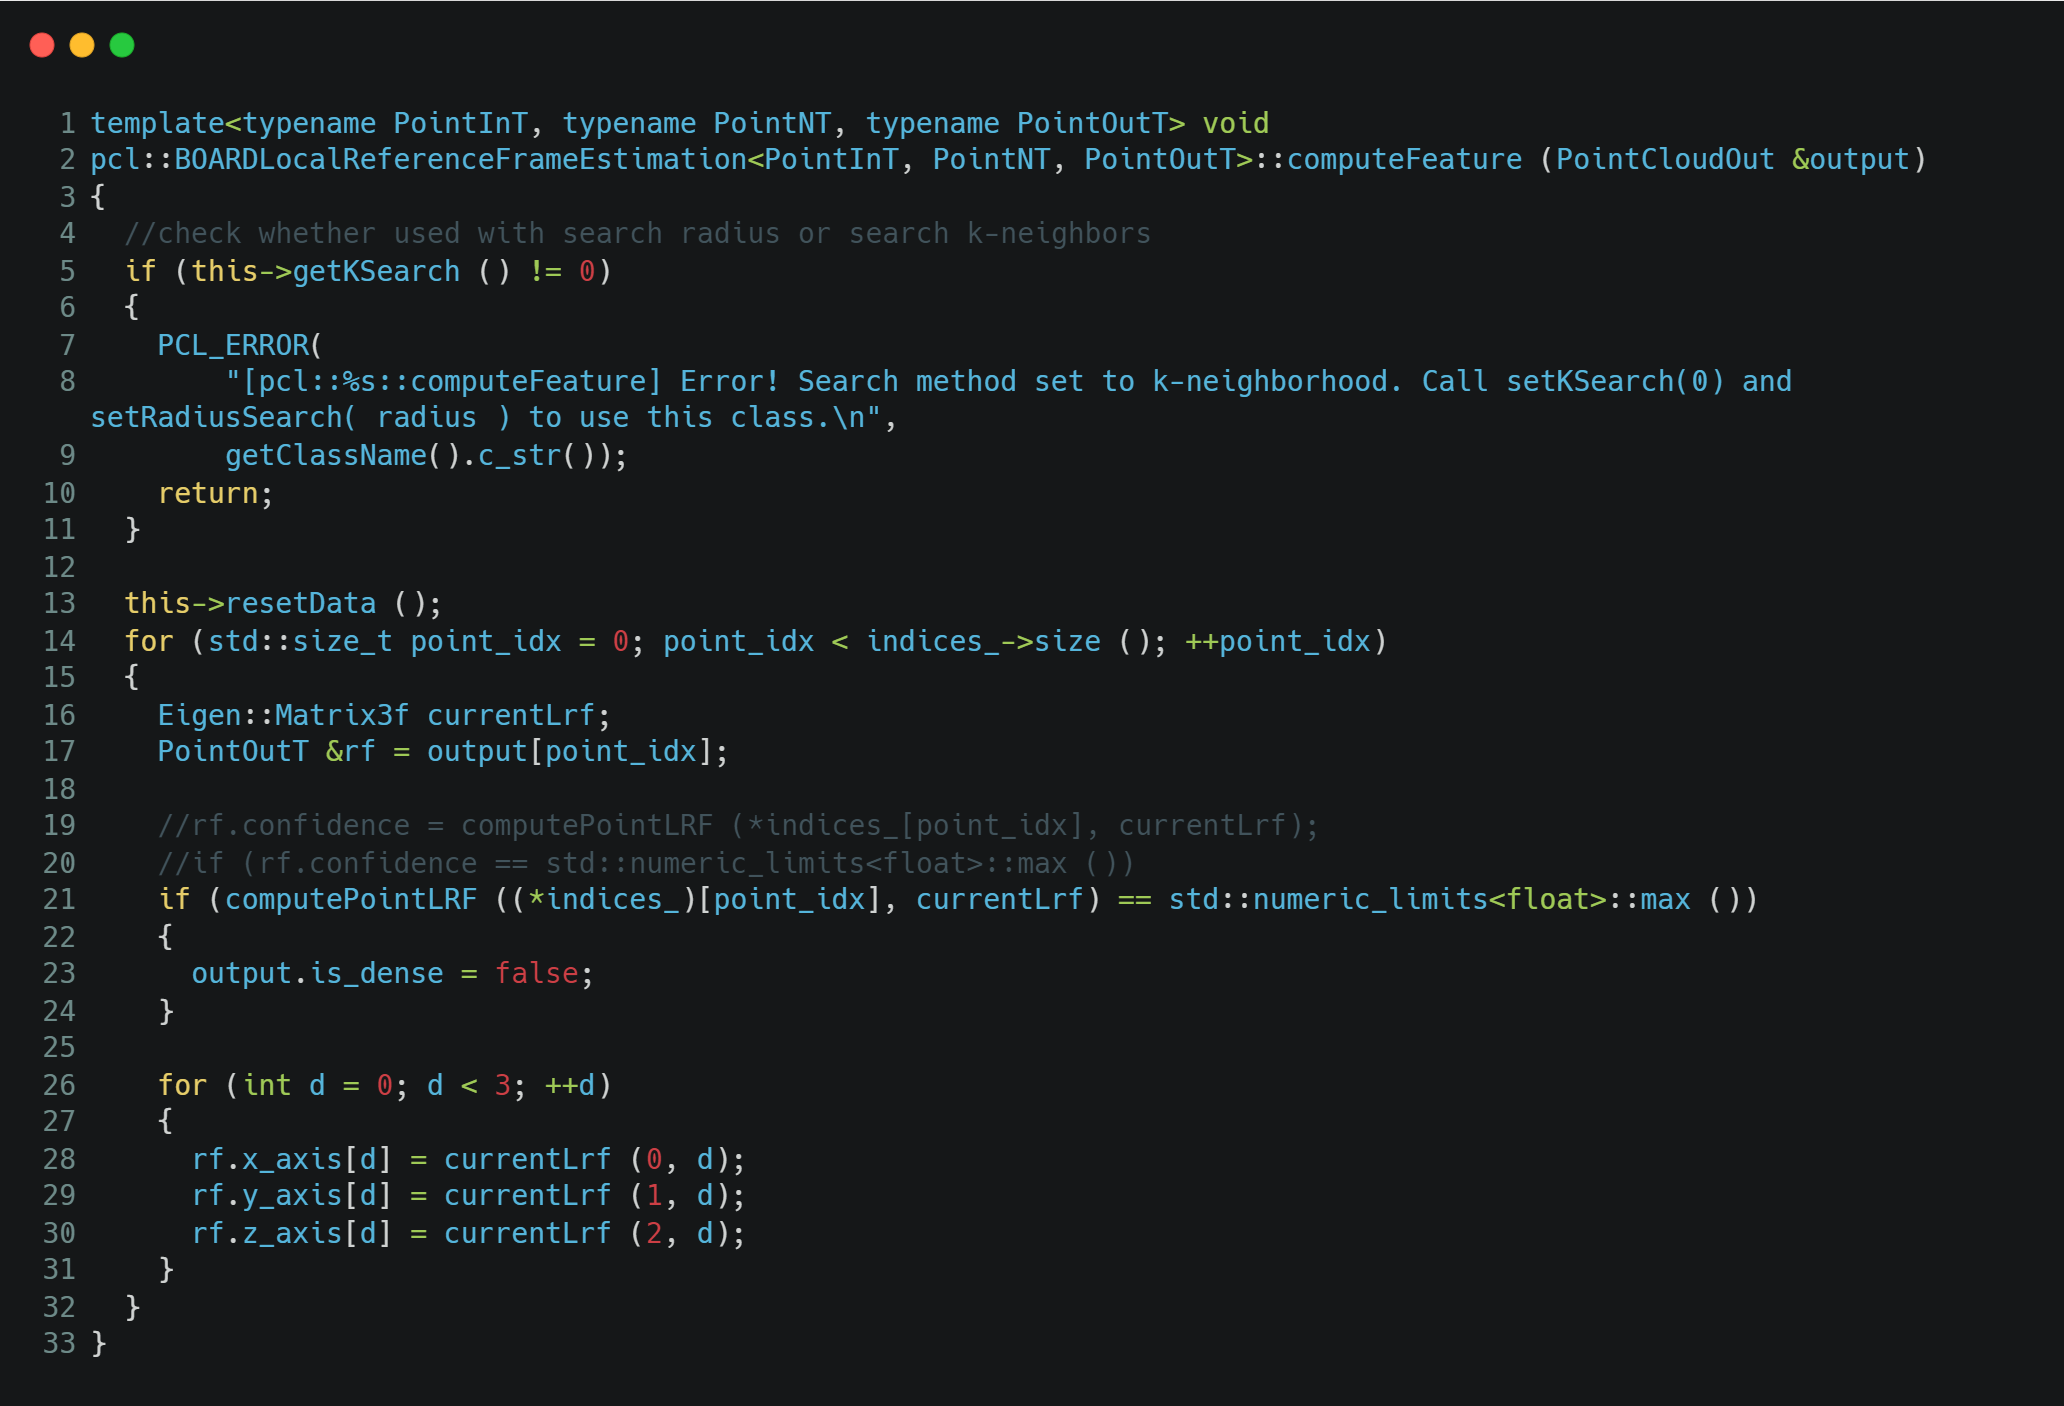 1 template<typename PointInT, typename PointNT, typename PointOutT> void
2 pcl::BOARDLocalReferenceFrameEstimation<PointInT, PointNT, PointOutT>::computeFeature (PointCloudOut &output)
3 {
4   //check whether used with search radius or search k-neighbors
5   if (this->getKSearch () != 0)
6   {
7     PCL_ERROR(
8         "[pcl::%s::computeFeature] Error! Search method set to k-neighborhood. Call setKSearch(0) and
setRadiusSearch( radius ) to use this class.\n",
9         getClassName().c_str());
10     return;
11   }
12
13   this->resetData ();
14   for (std::size_t point_idx = 0; point_idx < indices_->size (); ++point_idx)
15   {
16     Eigen::Matrix3f currentLrf;
17     PointOutT &rf = output[point_idx];
18
19     //rf.confidence = computePointLRF (*indices_[point_idx], currentLrf);
20     //if (rf.confidence == std::numeric_limits<float>::max ())
21     if (computePointLRF ((*indices_)[point_idx], currentLrf) == std::numeric_limits<float>::max ())
22     {
23       output.is_dense = false;
24     }
25
26     for (int d = 0; d < 3; ++d)
27     {
28       rf.x_axis[d] = currentLrf (0, d);
29       rf.y_axis[d] = currentLrf (1, d);
30       rf.z_axis[d] = currentLrf (2, d);
31     }
32   }
33 }